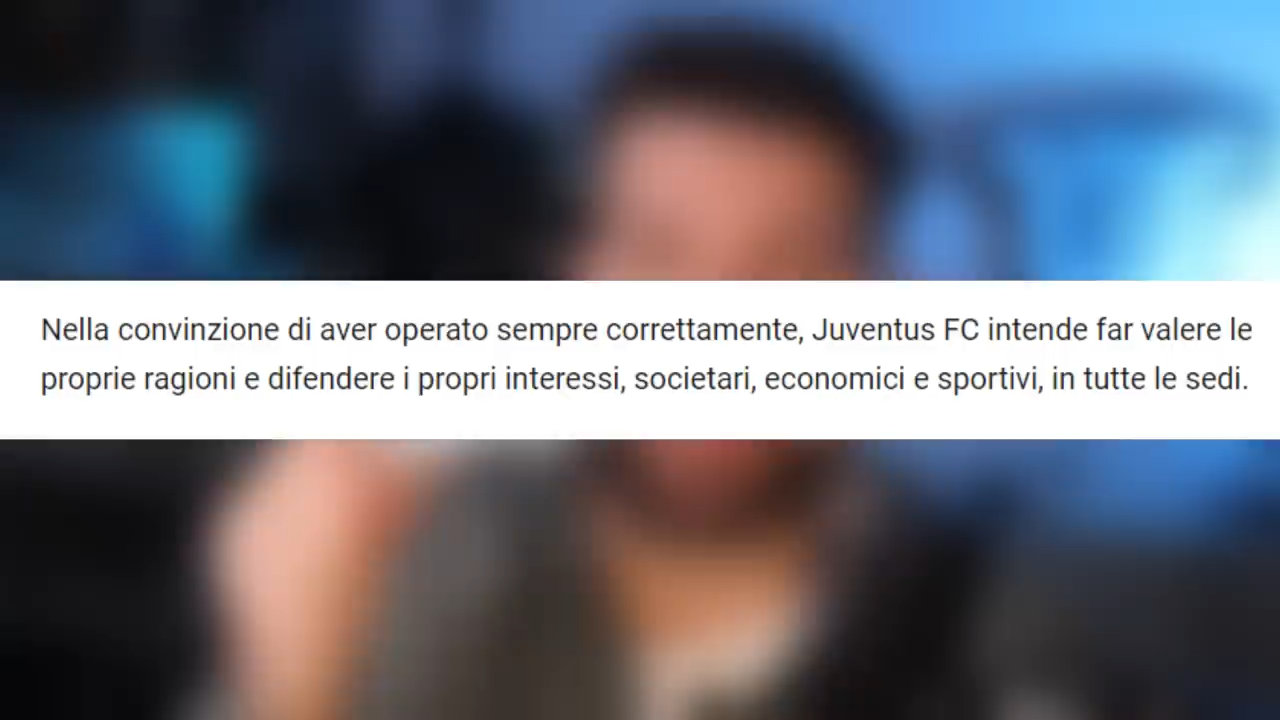 Nella convinzione di aver operato sempre correttamente, Juventus FC intende far valere le
proprie ragioni e difendere i propri interessi, societari, economici e sportivi, in tutte le sedi.